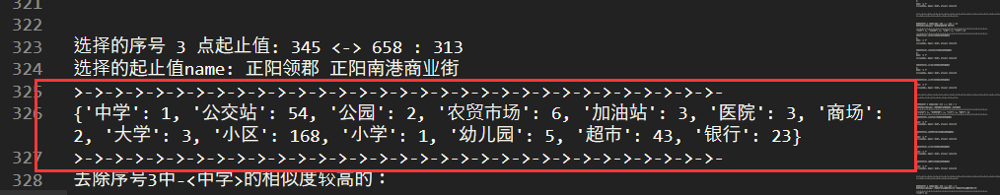 321
322
323 选择的序号 3 点起止值: 345 <-> 658 : 313
324 选择的起止值name: 正阳领郡 正阳南港商业街
325 >->->->->->->->->->->->->->->->->->->->->->->->->->->-
326 {'中学': 1, '公交站': 54, '公园': 2, '农贸市场': 6, '加油站': 3, '医院': 3, '商场':
2, '大学': 3, '小区': 168, '小学': 1, '幼儿园': 5, '超市': 43, '银行': 23}
327 >->->->->->->->->->->->->->->->->->->->->->->->->->->-
328 去除序号3中-<中学>的相似度较高的：